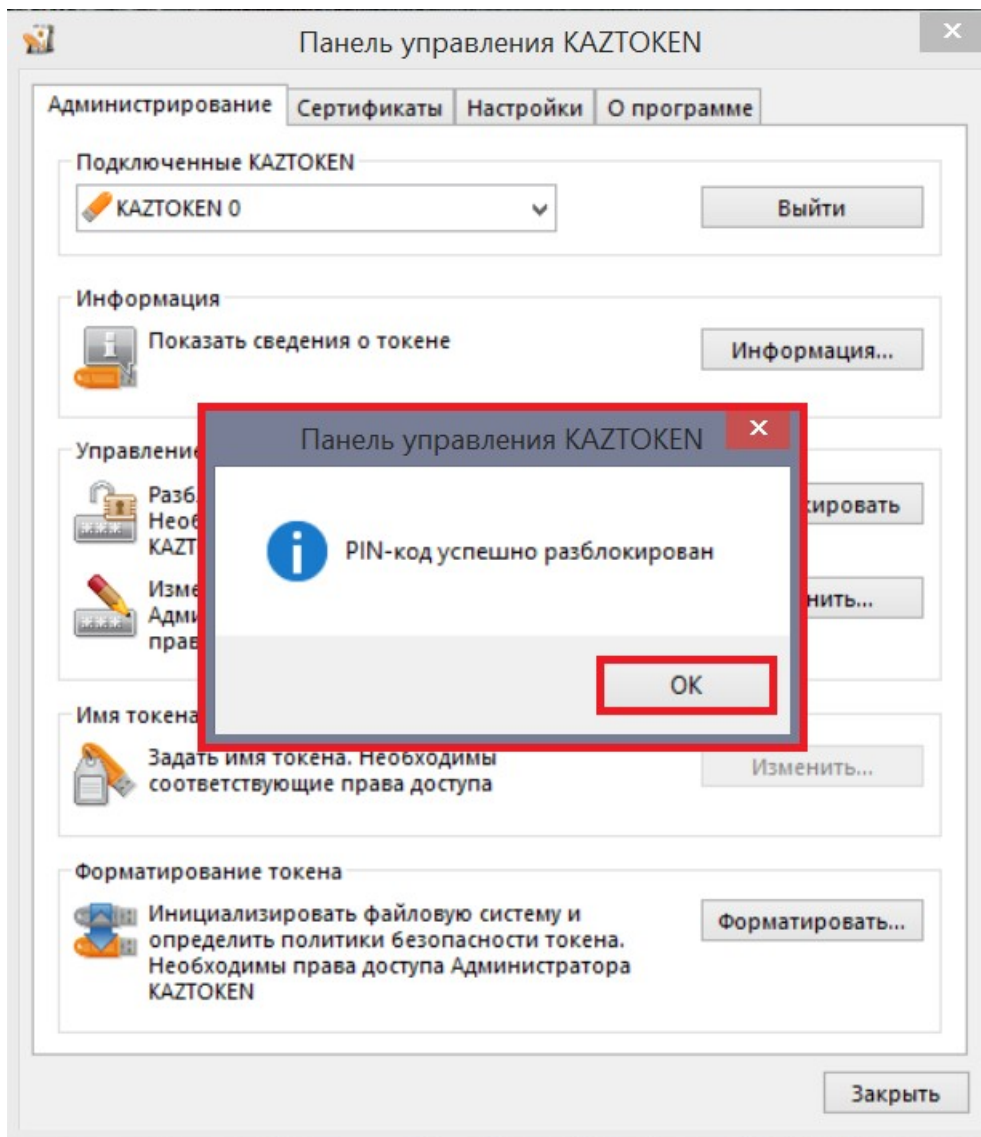 Панель управления KAZTOKEN
Администрирование Сертификаты Настройки О программе
Подключенные KAZTOKEN
KAZTOKEN 0
Выйти
Информация
Показать сведения о токене
Информация...
Панель управления KAZTOKEN
PIN-код успешно разблокирован
OK
Имя токена
Задать имя токена. Необходимы
соответствующие права доступа
Изменить...
Форматирование токена
Инициализировать файловую систему и
определить политики безопасности токена.
Необходимы права доступа Администратора
KAZTOKEN
Форматировать...
Закрыть